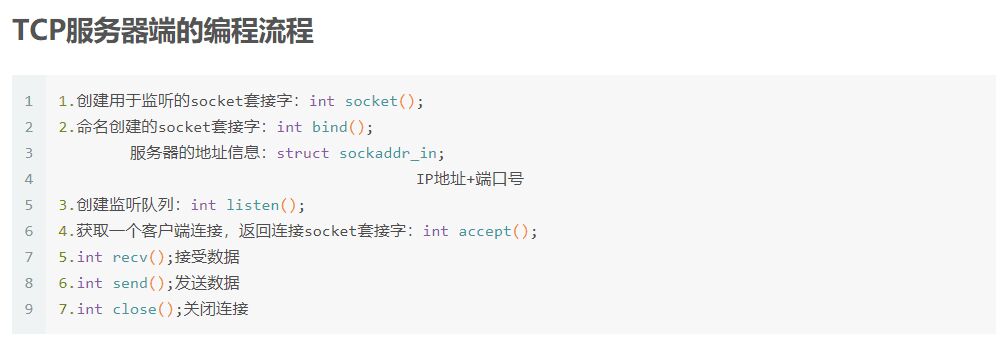 TCP服务器端的编程流程
1 1.创建用于监听的socket套接字：int socket();
2 2.命名创建的socket套接字：int bind();
3 服务器的地址信息：struct sockaddr_in;
4 IP地址+端口号
5 3.创建监听队列：int listen();
6 4.获取一个客户端连接，返回连接socket套接字：int accept();
7 5.int recv();接受数据
8 6.int send();发送数据
9 7.int close();关闭连接